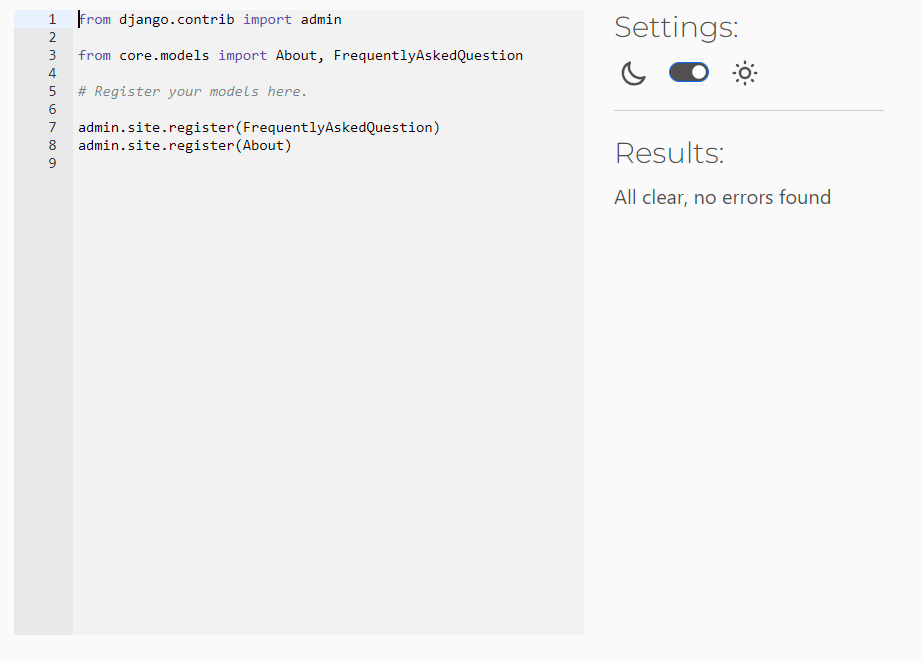 1 from django.contrib import admin
2
3 from core.models import About, FrequentlyAskedQuestion
4
5 # Register your models here.
6
7 admin.site.register(FrequentlyAskedQuestion)
8 admin.site.register(About)
9
Settings:
Results:
All clear, no errors found